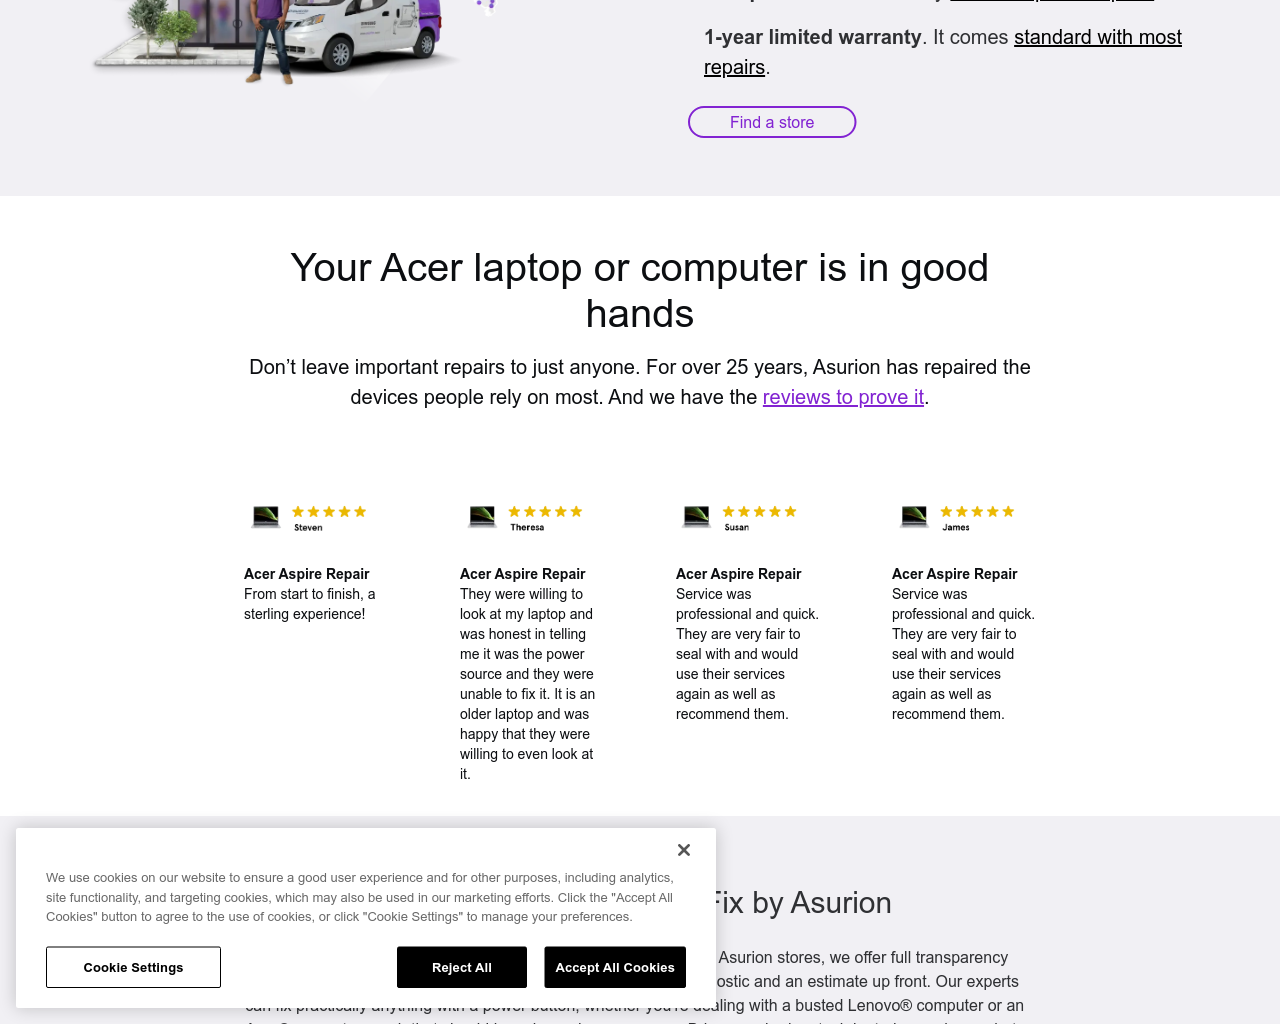 1-year limited warranty. It comes standard with most
repairs.
Find a store
Your Acer laptop or computer is in good
hands
Don’t leave important repairs to just anyone. For over 25 years, Asurion has repaired the
devices people rely on most. And we have the reviews to prove it.
Steven
Acer Aspire Repair
From start to finish, a
sterling experience!
Theresa
Acer Aspire Repair
They were willing to
look at my laptop and
was honest in telling
me it was the power
source and they were
unable to fix it. It is an
older laptop and was
happy that they were
willing to even look at
it.
Susan
Acer Aspire Repair
Service was
professional and quick.
They are very fair to
seal with and would
use their services
again as well as
recommend them.
James
Acer Aspire Repair
Service was
professional and quick.
They are very fair to
seal with and would
use their services
again as well as
recommend them.
Fix by Asurion
Asurion stores, we offer full transparency
and an estimate up front. Our experts
with a busted Lenovo® computer or an
We use cookies on our website to ensure a good user experience and for other purposes, including analytics,
site functionality, and targeting cookies, which may also be used in our marketing efforts. Click the "Accept All
Cookies" button to agree to the use of cookies, or click "Cookie Settings" to manage your preferences.
Cookie Settings
Reject All
Accept All Cookies